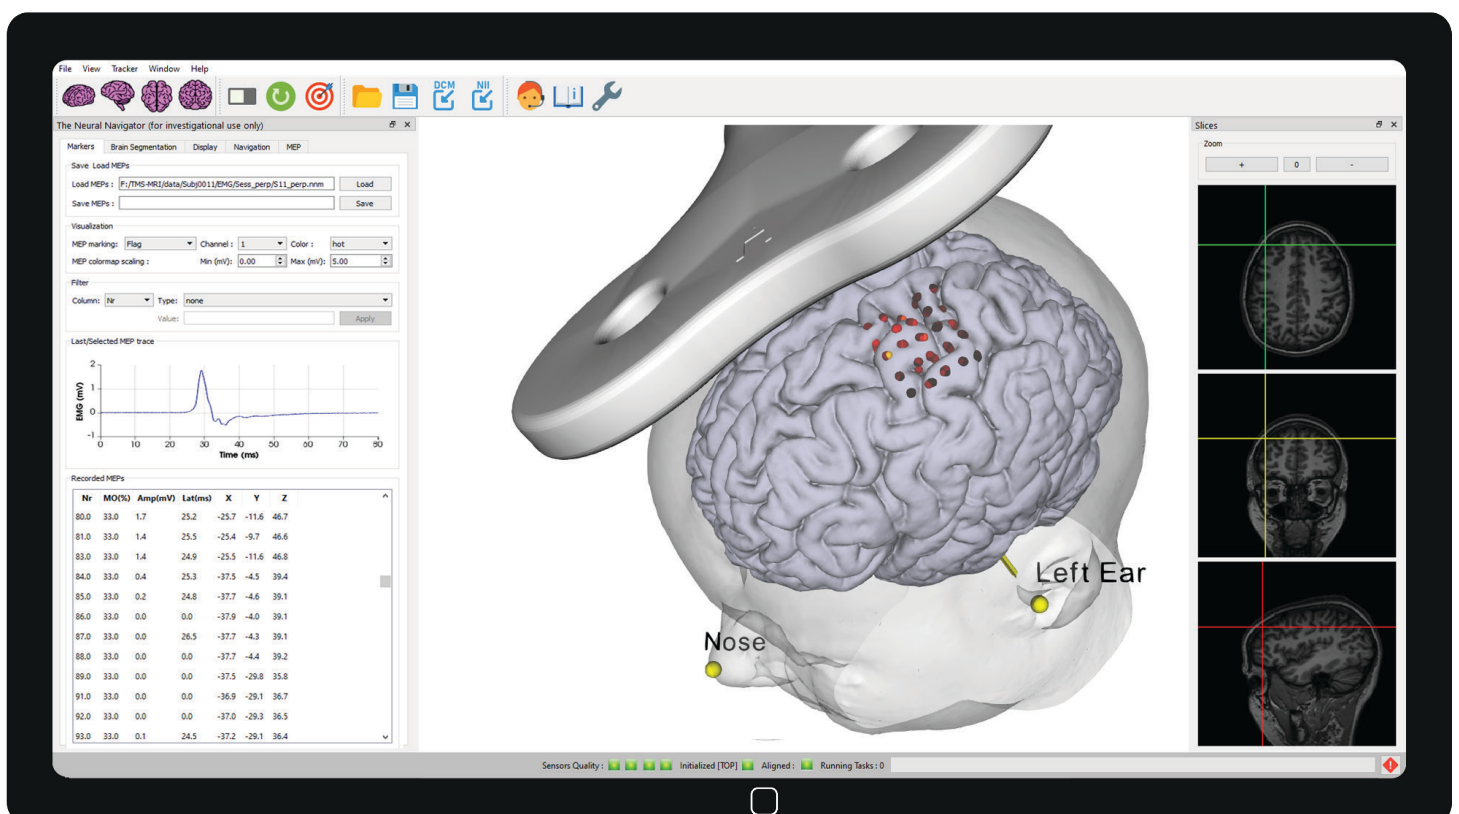 File View Tracker Window Help
DCM NII
The Neural Navigator (for investigational use only)
Markers Brain Segmentation Display Navigation MEP
Save Load MEPs
Load MEPs : F:/TMS-MRI/data/Subj0011/EMG/Sess_perp/S11_perp.nnm Load
Save MEPs : Save
Visualization
MEP marking: Flag Channel : 1 Color : hot
MEP colormap scaling : Min (mV): 0.00 Max (mV): 5.00
Filter
Column: Nr Type: none
Value: Apply
Last/Selected MEP trace
2
1
0
-1
EMG (mV)
0 10 20 30 40 50 60 70 80
Time (ms)
Recorded MEPs
Nr MO(%) Amp(mV) Lat(ms) X Y Z
80.0 33.0 1.7 25.2 -25.7 -11.6 46.7
81.0 33.0 1.4 25.5 -25.4 -9.7 46.6
83.0 33.0 1.4 24.9 -25.5 -11.6 46.8
84.0 33.0 0.4 25.3 -37.5 -4.5 39.4
85.0 33.0 0.2 24.8 -37.7 -4.6 39.1
86.0 33.0 0.0 0.0 -37.9 -4.0 39.1
87.0 33.0 0.0 26.5 -37.7 -4.3 39.1
88.0 33.0 0.0 0.0 -37.7 -4.4 39.2
89.0 33.0 0.0 0.0 -37.5 -29.8 35.8
91.0 33.0 0.0 0.0 -36.9 -29.1 36.7
92.0 33.0 0.0 0.0 -37.0 -29.3 36.5
93.0 33.0 0.1 24.5 -37.2 -29.1 36.4
Left Ear
Nose
Slices
Zoom
+ 0 -
Sensors Quality : Initialized [TOP] Aligned : Running Tasks : 0